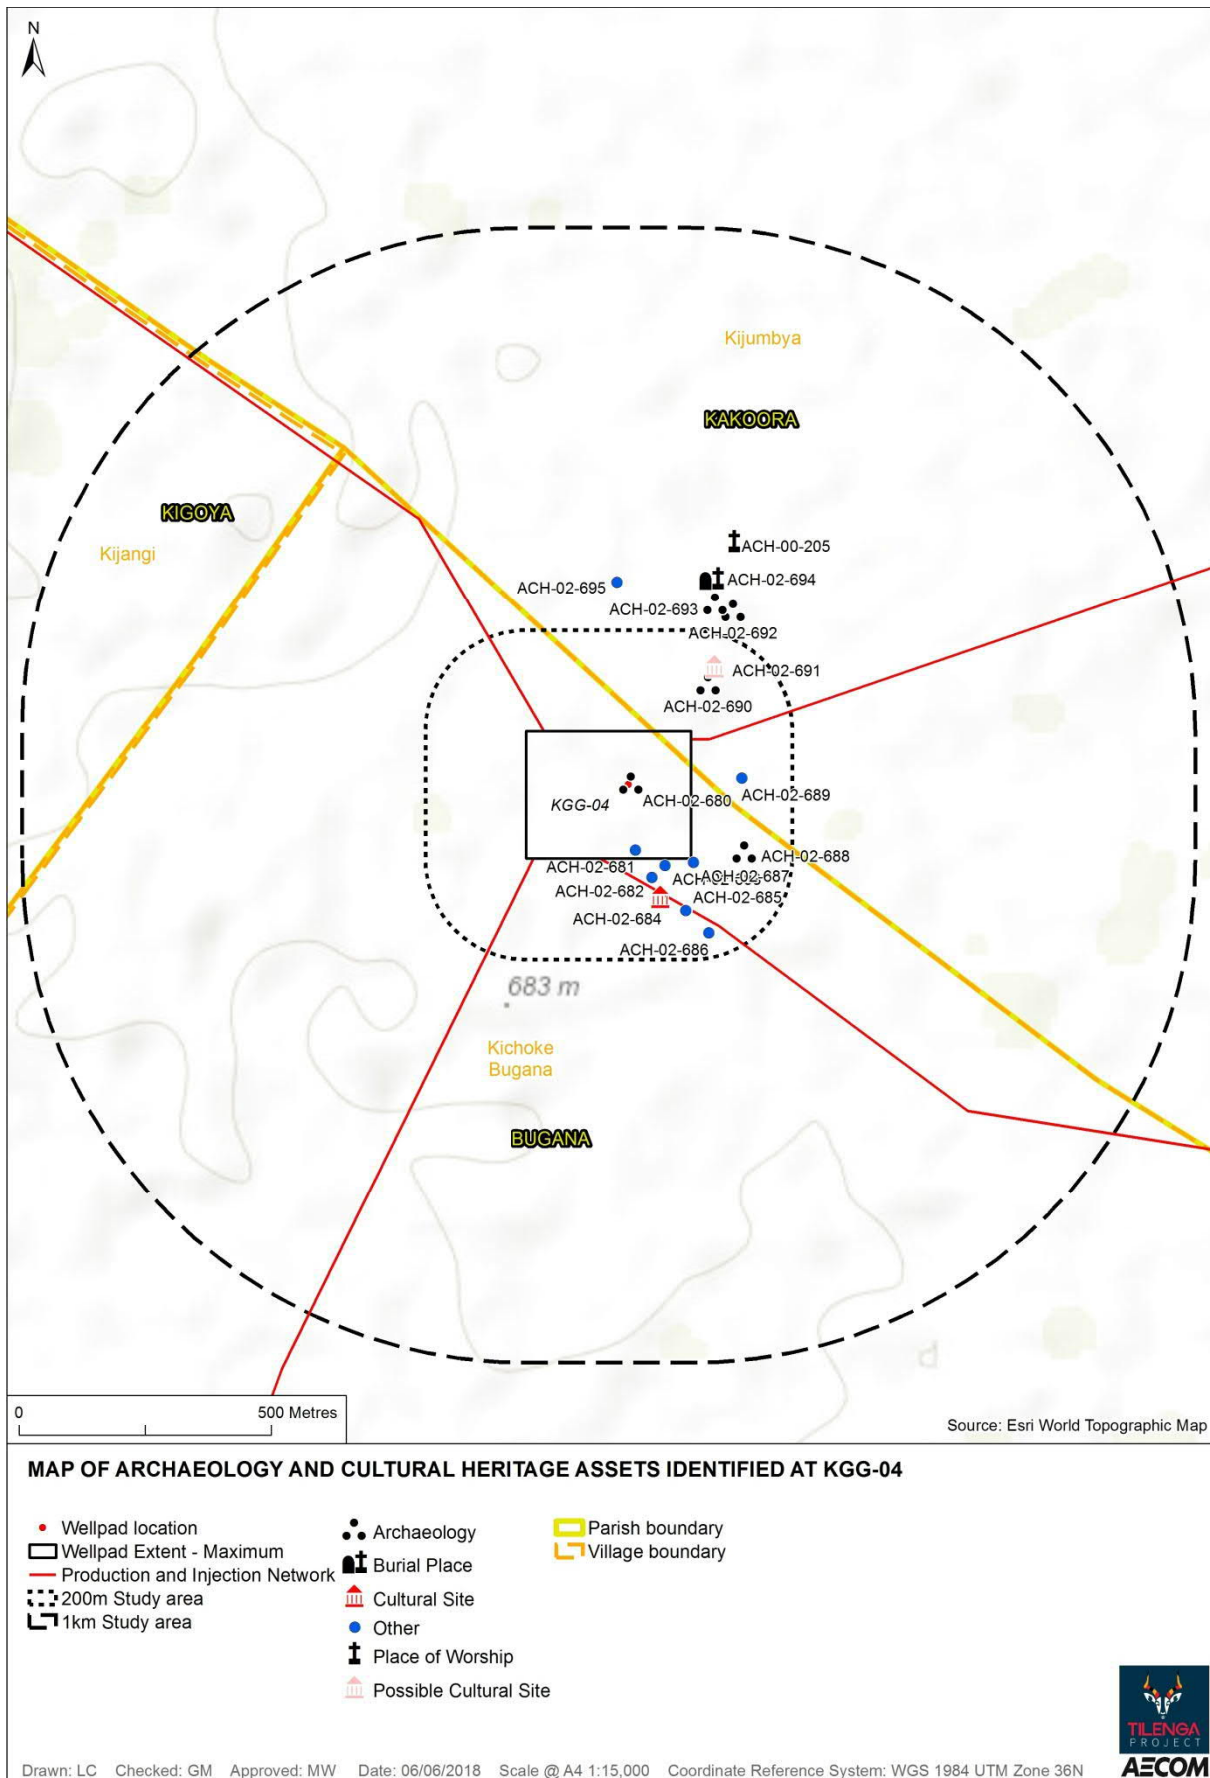 N
Kijumbya
KAKOORA
KIGOYA
Kijangi
ACH-00-205
ACH-02-694
ACH-02-695
ACH-02-693
ACH-02-692
ACH-02-691
ACH-02-690
ACH-02-689
KGG-04
ACH-02-680
ACH-02-688
ACH-02-681
ACH-02-687
ACH-02-682
ACH-02-685
ACH-02-684
ACH-02-686
683 m
Kichoke
Bugana
BUGANA
0 500 Metres
Source: Esri World Topographic Map
MAP OF ARCHAEOLOGY AND CULTURAL HERITAGE ASSETS IDENTIFIED AT KGG-04
Wellpad location
Wellpad Extent - Maximum
Production and Injection Network
200m Study area
1km Study area
Archaeology
Burial Place
Cultural Site
Other
Place of Worship
Possible Cultural Site
Parish boundary
Village boundary
TILENGA
PROJECT
AECOM
Drawn: LC Checked: GM Approved: MW Date: 06/06/2018 Scale @ A4 1:15,000 Coordinate Reference System: WGS 1984 UTM Zone 36N